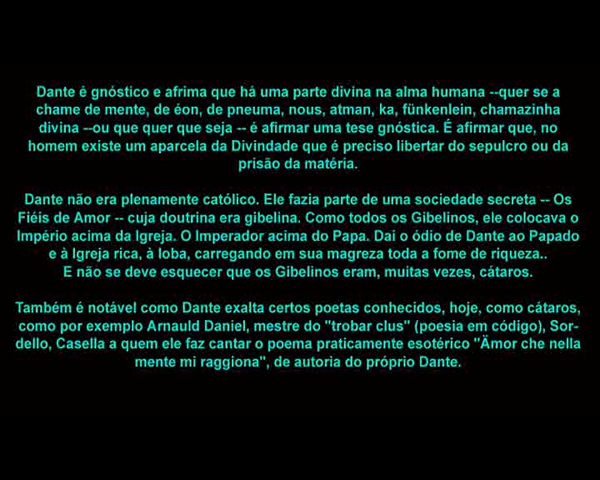 Dante é gnóstico e afrima que há uma parte divina na alma humana --quer se a
chame de mente, de éon, de pneuma, nous, atman, ka, fünkenlein, chamazinha
divina --ou que quer que seja -- é afirmar uma tese gnóstica. É afirmar que, no
homem existe um aparcela da Divindade que é preciso libertar do sepulcro ou da
prisão da matéria.
Dante não era plenamente católico. Ele fazia parte de uma sociedade secreta -- Os
Fiéis de Amor -- cuja doutrina era gibelina. Como todos os Gibelinos, ele colocava o
Império acima da Igreja. O Imperador acima do Papa. Dai o ódio de Dante ao Papado
e à Igreja rica, à loba, carregando em sua magreza toda a fome de riqueza..
E não se deve esquecer que os Gibelinos eram, muitas vezes, cátaros.
Também é notável como Dante exalta certos poetas conhecidos, hoje, como cátaros,
como por exemplo Arnauld Daniel, mestre do "trobar clus" (poesia em código), Sor-
dello, Casella a quem ele faz cantar o poema praticamente esotérico "Ämor che nella
mente mi raggiona", de autoria do próprio Dante.